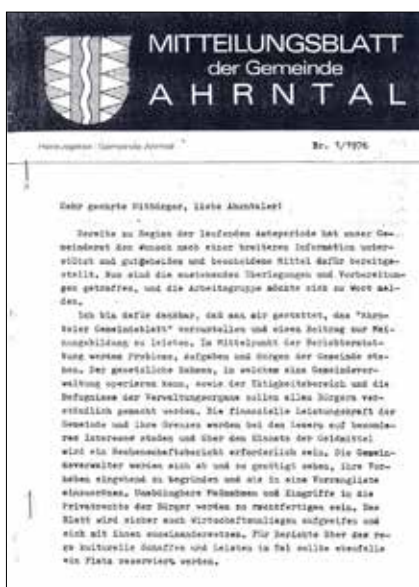 MITTEILUNGSBLATT
der Gemeinde
AHRNTAL
Herausgeber: Gemeinde Ahrntal
Nr. 1/1976
Sehr geehrte Mitbürger, liebe Ahrntaler!
Bereits zu Beginn der laufenden Amtsperiode hat unser Ge-
meinderat den Wunsch nach einer breiteren Information unter-
stützt und gutgeheißen und bescheidene Mittel dafür bereitge-
stellt. Nun sind die zustehenden Überlegungen und Vorbereitun-
gen getroffen, und die Arbeitsgruppe möchte sich zu Wort mel-
den.
Ich bin dafür dankbar, daß man mir gestattet, das "Ahrn-
taler Gemeindeblatt" vorzustellen und einen Beitrag zur Mei-
nungsbildung zu leisten. Im Mittelpunkt der Berichterstat-
tung werden Probleme, Aufgaben und Sorgen der Gemeinde ste-
hen. Der gesetzliche Rahmen, in welchem eine Gemeindever-
waltung operieren kann, sowie der Tätigkeitsbereich und die
Befugnisse der Verwaltungsorgane sollen allen Bürgern ver-
ständlich gemacht werden. Die finanzielle Leistungskraft der
Gemeinde und ihre Grenzen werden bei den Lesern auf besonde-
res Interesse stoßen und über den Einsatz der Geldmittel
wird ein Rechenschaftsbericht erforderlich sein. Die Gemein-
deverwalter werden sich ab und zu genötigt sehen, ihre Vor-
haben eingehend zu begründen und sie in eine Vorrangliste
einzuordnen. Unabdingbare Maßnahmen und Eingriffe in die
Privatrechte der Bürger werden zu rechtfertigen sein. Das
Blatt wird sicher auch Wirtschaftsanliegen aufgreifen und
sich mit ihnen auseinandersetzen. Für Berichte über das re-
ge kulturelle Schaffen und Leisten im Tal sollte ebenfalls
ein Platz reserviert werden.